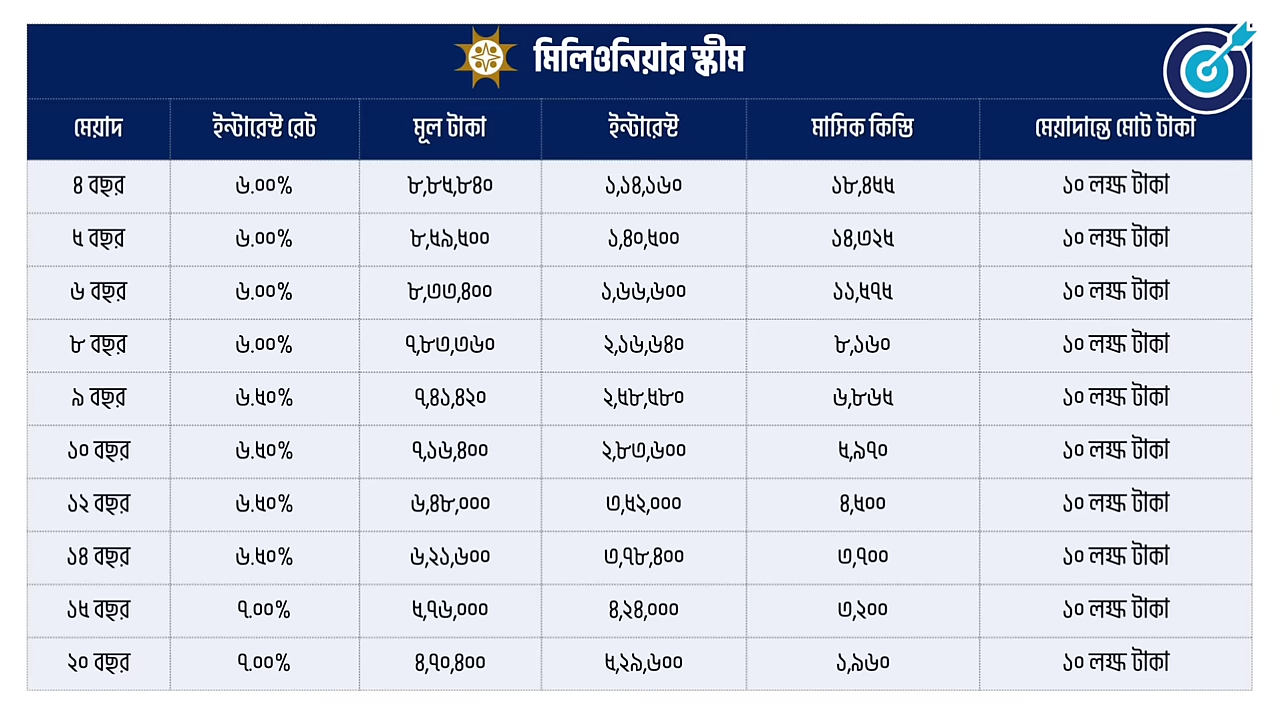 মিলিওনিয়ার স্কীম
মেয়াদ ইন্টারেস্ট রেট মূল টাকা ইন্টারেস্ট মাসিক কিস্তি মেয়াদান্তে মোট টাকা
৪ বছর ৬.০০% ৮,৮৫,৮৪০ ১,১৪,১৬০ ১৮,৪৫৫ ১০ লক্ষ টাকা
৫ বছর ৬.০০% ৮,৫৯,৫০০ ১,৪০,৫০০ ১৪,৩২৫ ১০ লক্ষ টাকা
৬ বছর ৬.০০% ৮,৩৩,৪০০ ১,৬৬,৬০০ ১১,৫৭৫ ১০ লক্ষ টাকা
৮ বছর ৬.০০% ৭,৮৩,৩৬০ ২,১৬,৬৪০ ৮,১৬০ ১০ লক্ষ টাকা
৯ বছর ৬.৫০% ৭,৪১,৪২০ ২,৫৮,৫৮০ ৬,৮৬৫ ১০ লক্ষ টাকা
১০ বছর ৬.৫০% ৭,১৬,৪০০ ২,৮৩,৬০০ ৫,৯৭০ ১০ লক্ষ টাকা
১২ বছর ৬.৫০% ৬,৪৮,০০০ ৩,৫২,০০০ ৪,৫০০ ১০ লক্ষ টাকা
১৪ বছর ৬.৫০% ৬,২১,৬০০ ৩,৭৮,৪০০ ৩,৭০০ ১০ লক্ষ টাকা
১৫ বছর ৭.০০% ৫,৭৬,০০০ ৪,২৪,০০০ ৩,২০০ ১০ লক্ষ টাকা
২০ বছর ৭.০০% ৪,৭০,৪০০ ৫,২৯,৬০০ ১,৯৬০ ১০ লক্ষ টাকা